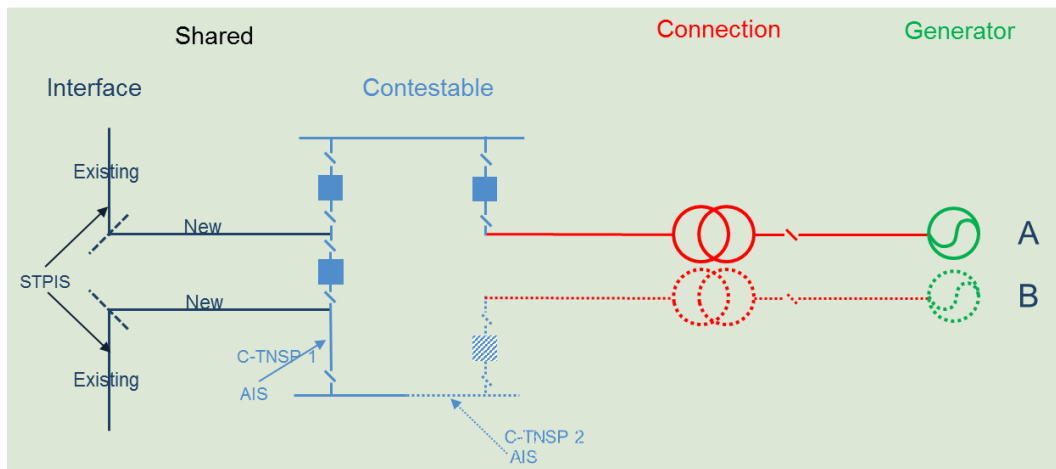 Shared
Connection
Generator
Interface
Contestable
Existing
New
A
STPIS
B
New
C-TNSP 1
Existing
AIS
C-TNSP 2
AIS